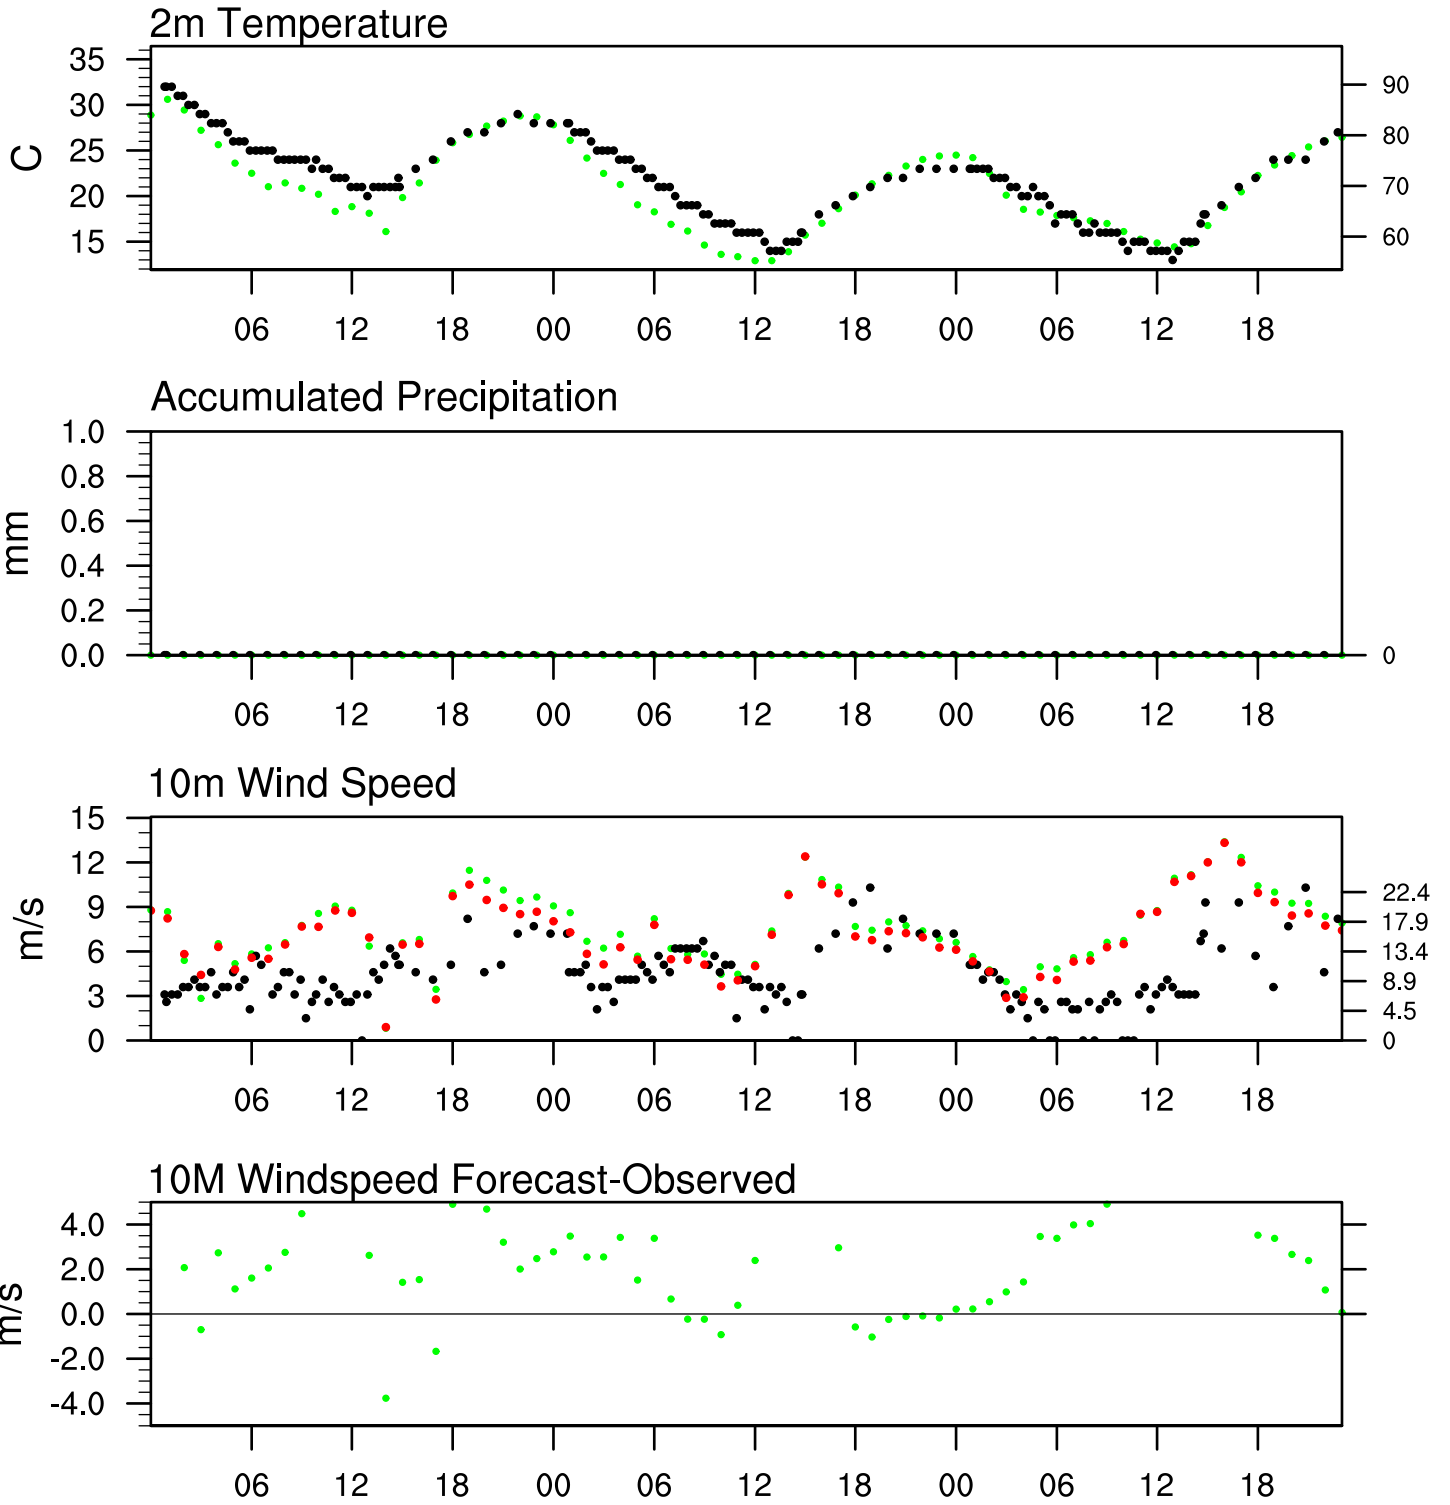 2m Temperature
35
30
25
20
15
C
90
80
70
60
06 12 18 00 06 12 18 00 06 12 18
Accumulated Precipitation
1.0
0.8
0.6
0.4
0.2
0.0
mm
0
06 12 18 00 06 12 18 00 06 12 18
10m Wind Speed
15
12
9
6
3
0
m/s
22.4
17.9
13.4
8.9
4.5
0
06 12 18 00 06 12 18 00 06 12 18
10M Windspeed Forecast-Observed
4.0
2.0
0.0
-2.0
-4.0
m/s
06 12 18 00 06 12 18 00 06 12 18